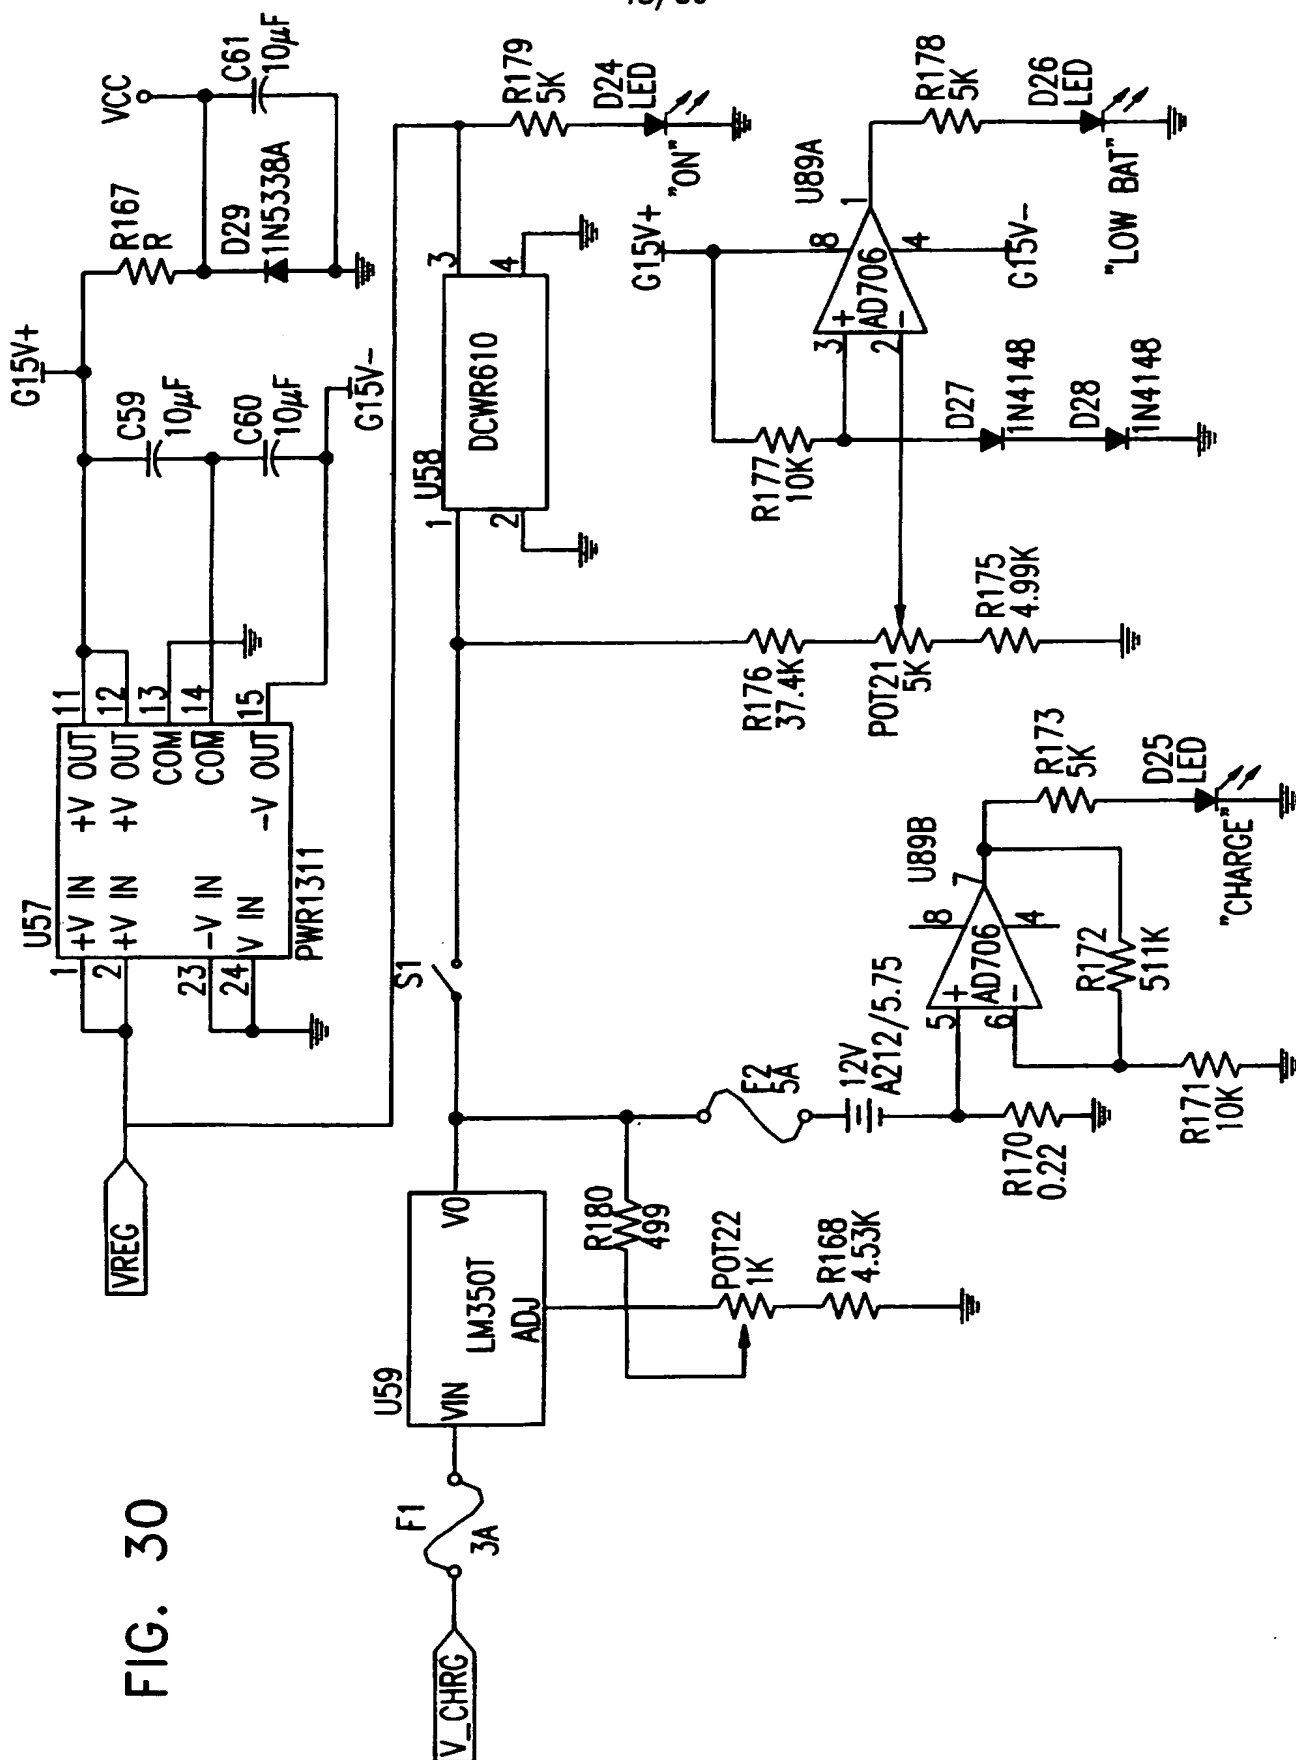 FIG. 30
VREG
U57
1
2
23
24
+V IN
+V IN
-V IN
V IN
+V OUT
+V OUT
COM
COM
-V OUT
11
12
13
14
15
PWR1311
G15V+
C59
10µF
C60
10µF
G15V-
R167
R
D29
1N5338A
VCC
C61
10µF
V_CHRG
F1
3A
U59
VIN
LM350T
VO
ADJ
S1
U58
1
2
DCWR610
3
4
R179
5K
D24
LED
"ON"
R180
499
POT22
1K
R168
4.53K
F2
5A
12V
A212/5.75
R170
0.22
R171
10K
5
+
6
-
AD706
8
4
U89B
7
R172
511K
R173
5K
D25
LED
"CHARGE"
R176
37.4K
POT21
5K
R175
4.99K
R177
10K
D27
1N4148
D28
1N4148
G15V+
3
+
2
-
AD706
8
4
U89A
1
G15V-
R178
5K
D26
LED
"LOW BAT"